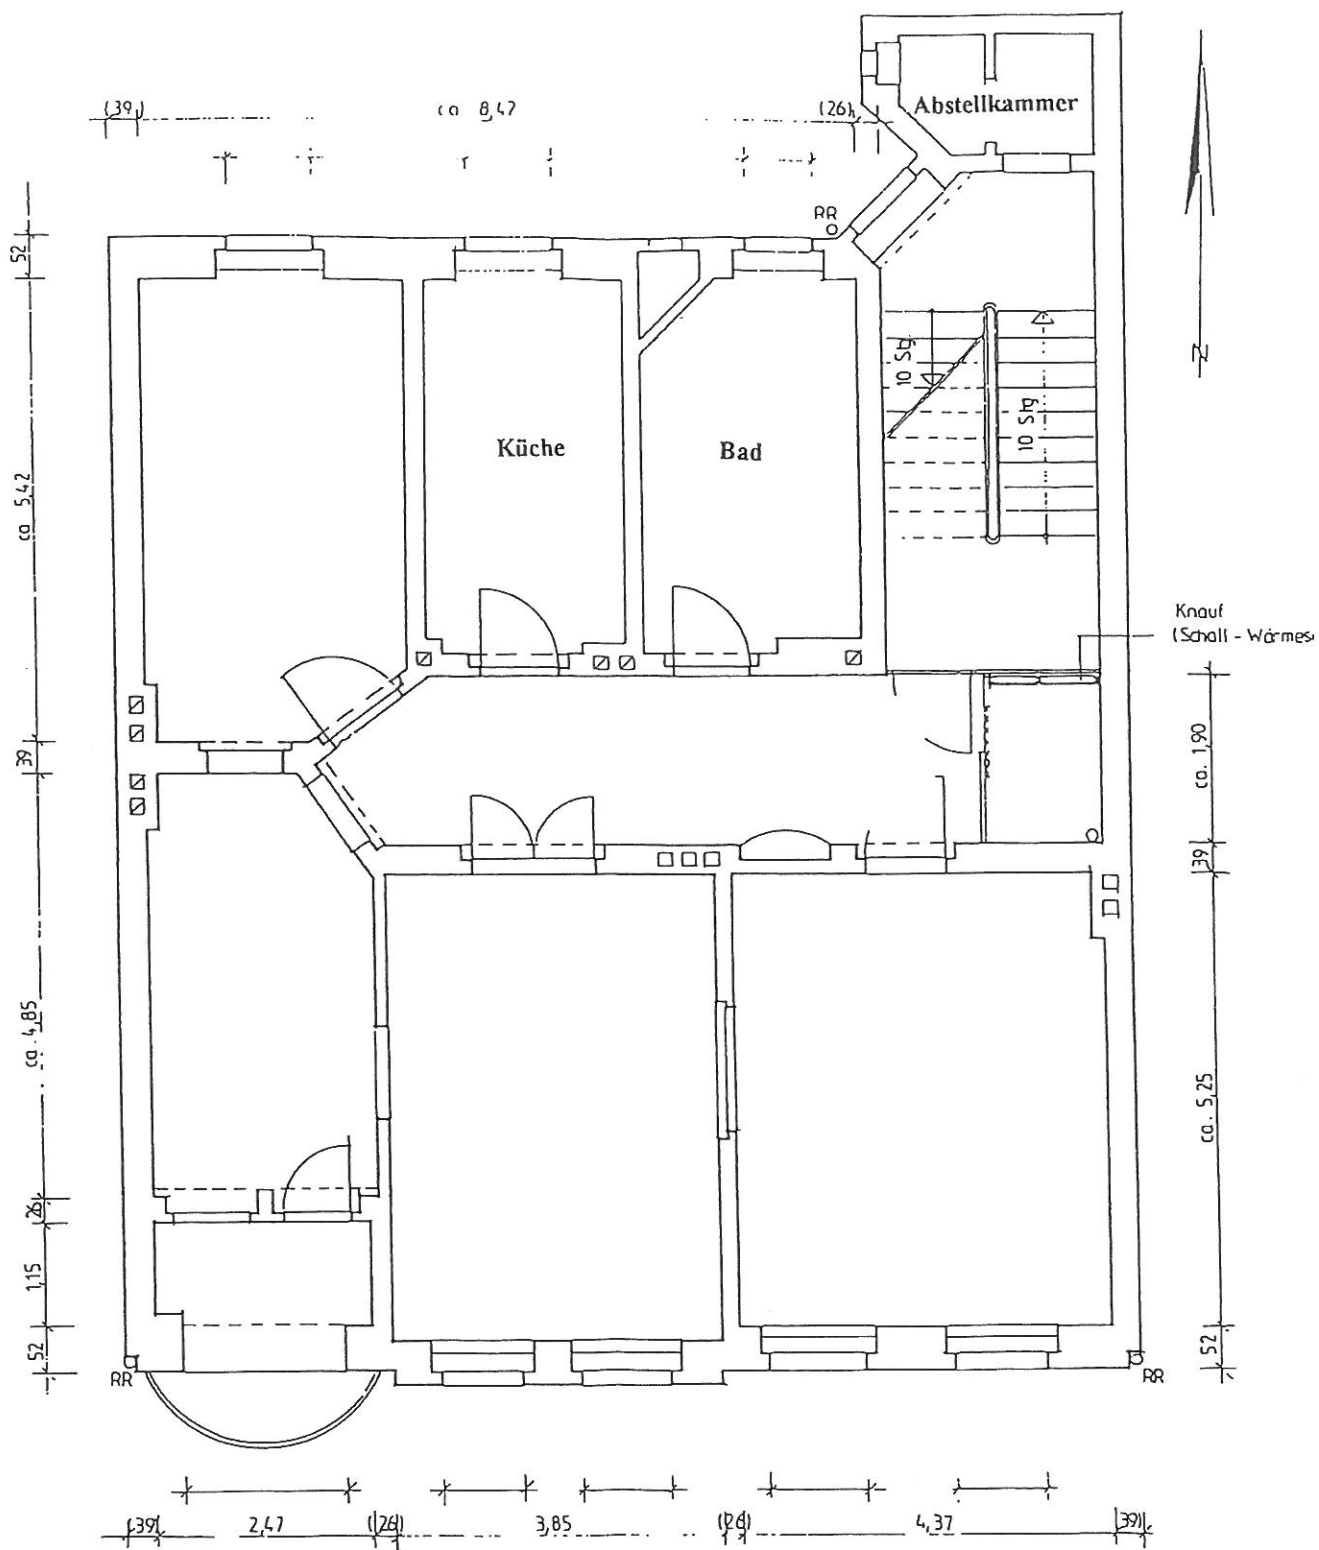 Abstellkammer
(39)
ca 8,47
(26)
RR
52
ca 5,42
39
ca 4,85
26
1,15
52
Küche
Bad
10 Stg
10 Stg
N
Knauf
(Schall - Wärmes
ca. 1,90
39
ca. 5,25
52
RR
RR
(39)
2,47
(26)
3,85
(26)
4,37
(39)